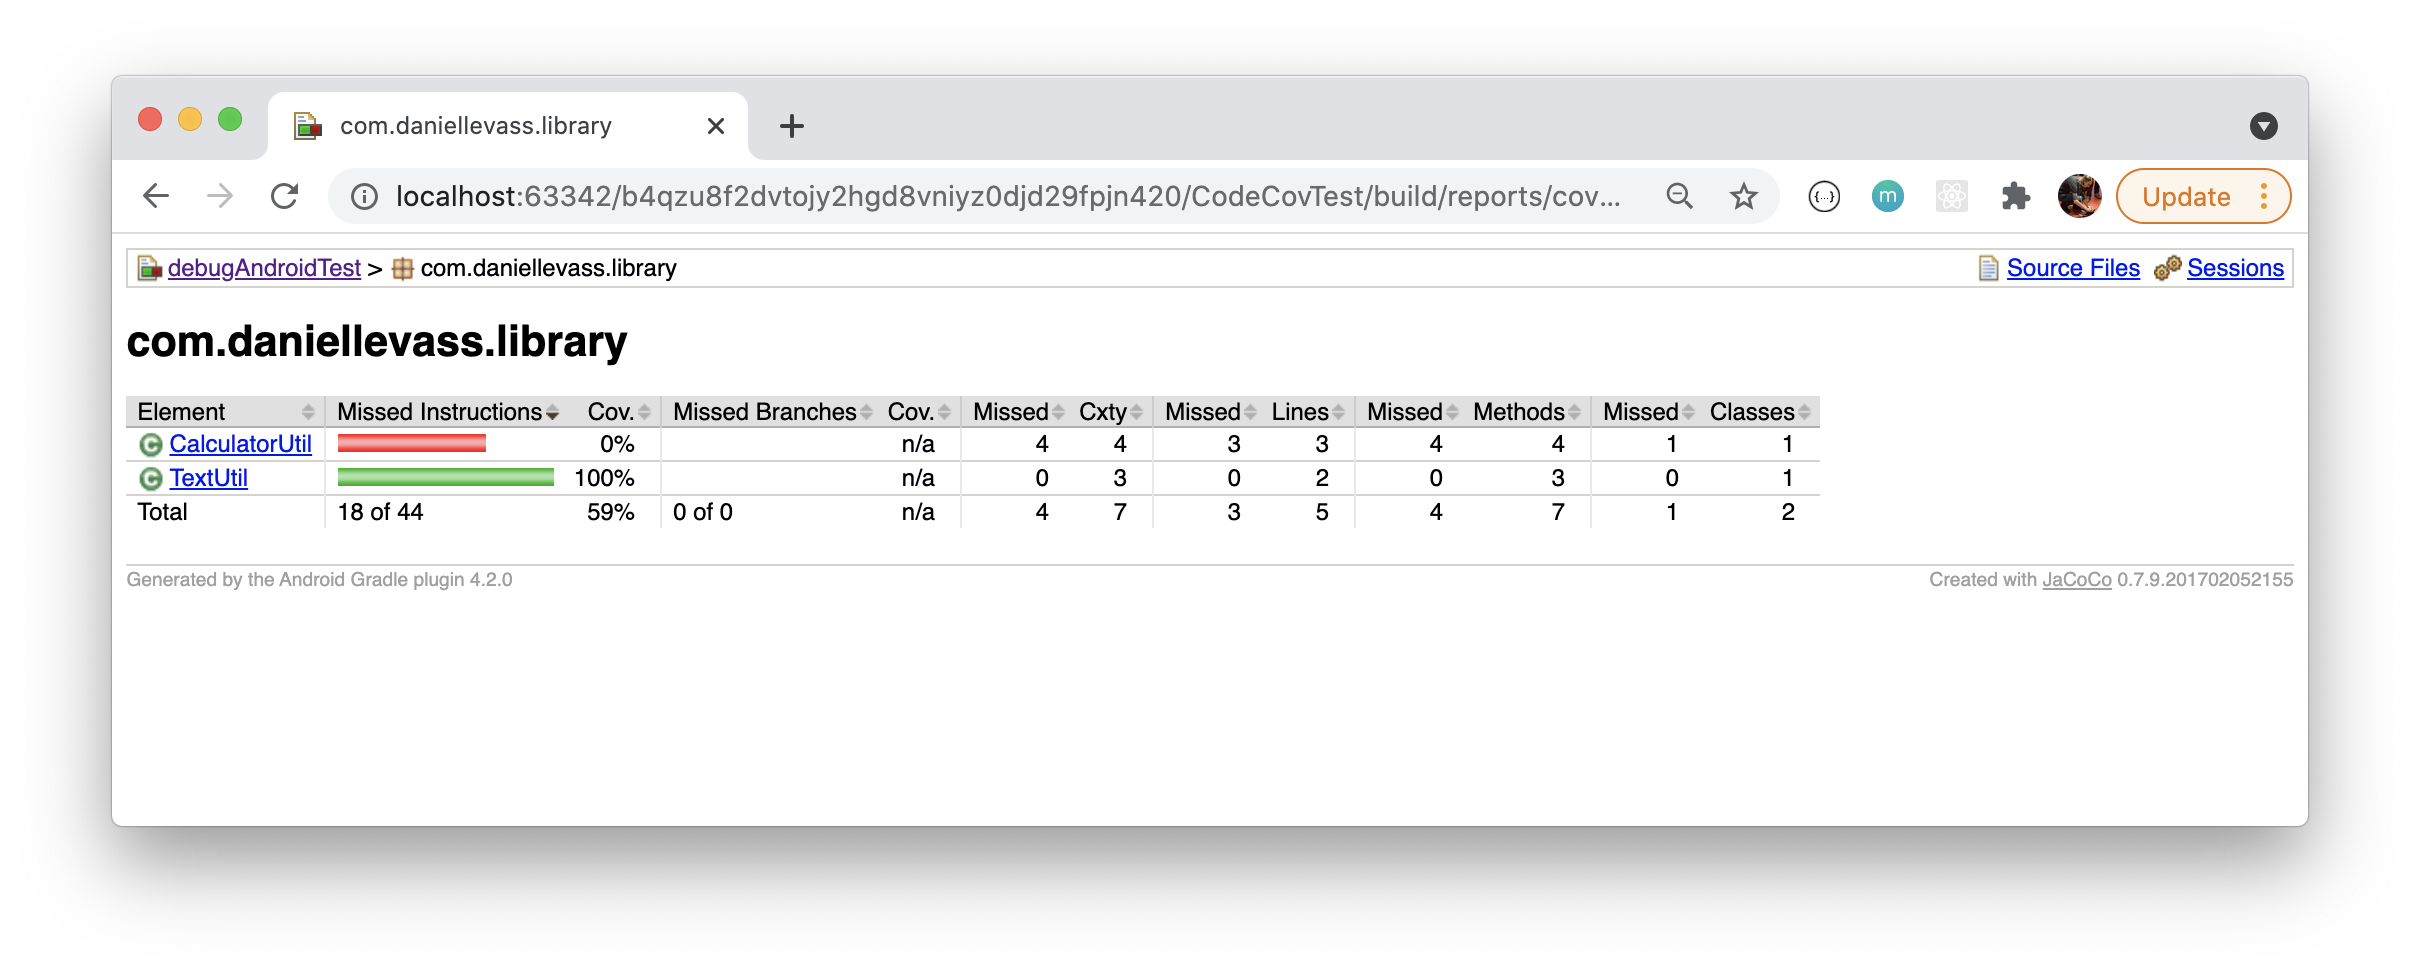 com.daniellevass.library
localhost:63342/b4qzu8f2dvtojy2hgd8vniyz0djd29fpjn420/CodeCovTest/build/reports/cov...
{...}
m
Update
debugAndroidTest > com.daniellevass.library
Source Files Sessions
com.daniellevass.library
Element Missed Instructions Cov. Missed Branches Cov. Missed Cxty Missed Lines Missed Methods Missed Classes
C CalculatorUtil 0% n/a 4 4 3 3 4 4 1 1
C TextUtil 100% n/a 0 3 0 2 0 3 0 1
Total 18 of 44 59% 0 of 0 n/a 4 7 3 5 4 7 1 2
Generated by the Android Gradle plugin 4.2.0
Created with JaCoCo 0.7.9.201702052155